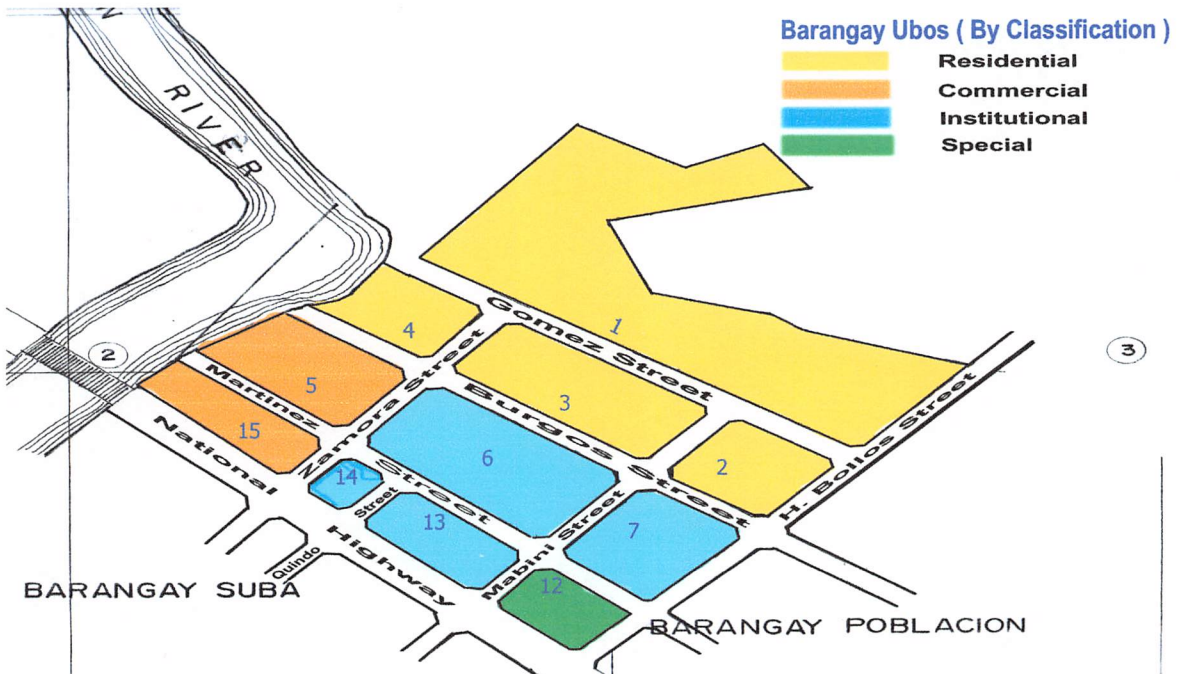 N
RIVER
Barangay Ubos ( By Classification )
Residential
Commercial
Institutional
Special
1
Gomez Street
4
2
3
5
Martinez
Zamora Street
3
Burgos Street
H. Bollos Street
15
National
6
2
14
Street
Street
13
7
Mabini Street
Highway
Quindo
12
BARANGAY SUBA
BARANGAY POBLACION